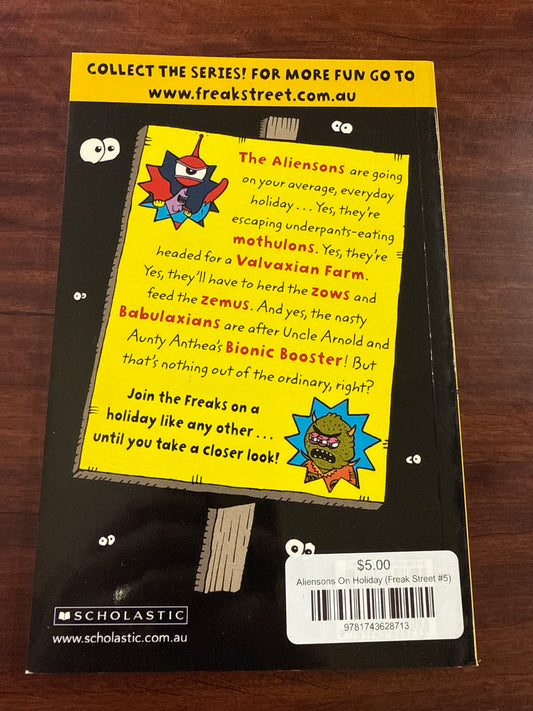 COLLECT THE SERIES! FOR MORE FUN GO TO
www.freakstreet.com.au
The Aliensons are going
on your average, everyday
holiday . . . Yes, they're
escaping underpants-eating
mothulons. Yes, they're
headed for a Valvaxian Farm.
Yes, they'll have to herd the zows and
feed the zemus. And yes, the nasty
Babulaxians are after Uncle Arnold and
Aunty Anthea's Bionic Booster! But
that's nothing out of the ordinary, right?
Join the Freaks on a
holiday like any other . . .
until you take a closer look!
$5.00
Aliensons On Holiday (Freak Street #5)
9781743628713
SCHOLASTIC
www.scholastic.com.au